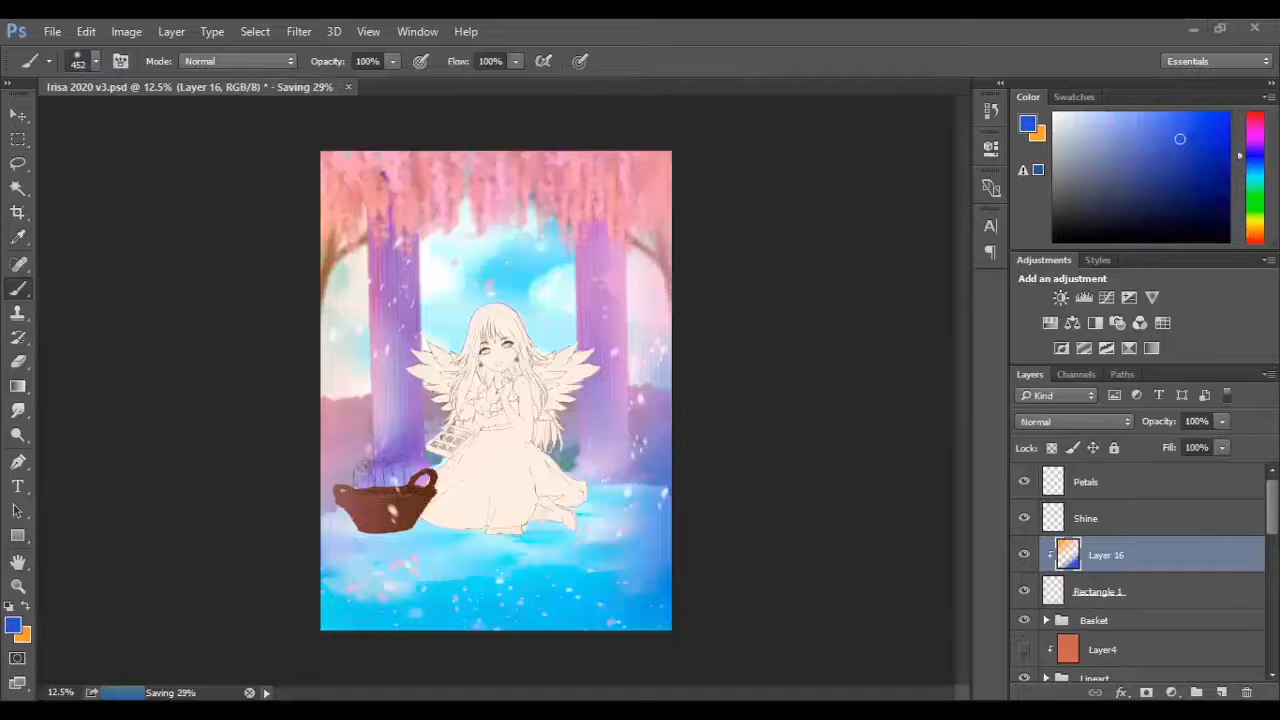 Ps File Edit Image Layer Type Select Filter 3D View Window Help
452 Mode: Normal Opacity: 100% Flow: 100% Essentials
Irisa 2020 v3.psd @ 12.5% (Layer 16, RGB/8) * - Saving 29% ×
Color Swatches
Adjustments Styles
Add an adjustment
Layers Channels Paths
Kind
Normal Opacity: 100%
Lock: Fill: 100%
Petals
Shine
Layer 16
Rectangle 1
Basket
Layer4
Lineart
12.5% Saving 29%